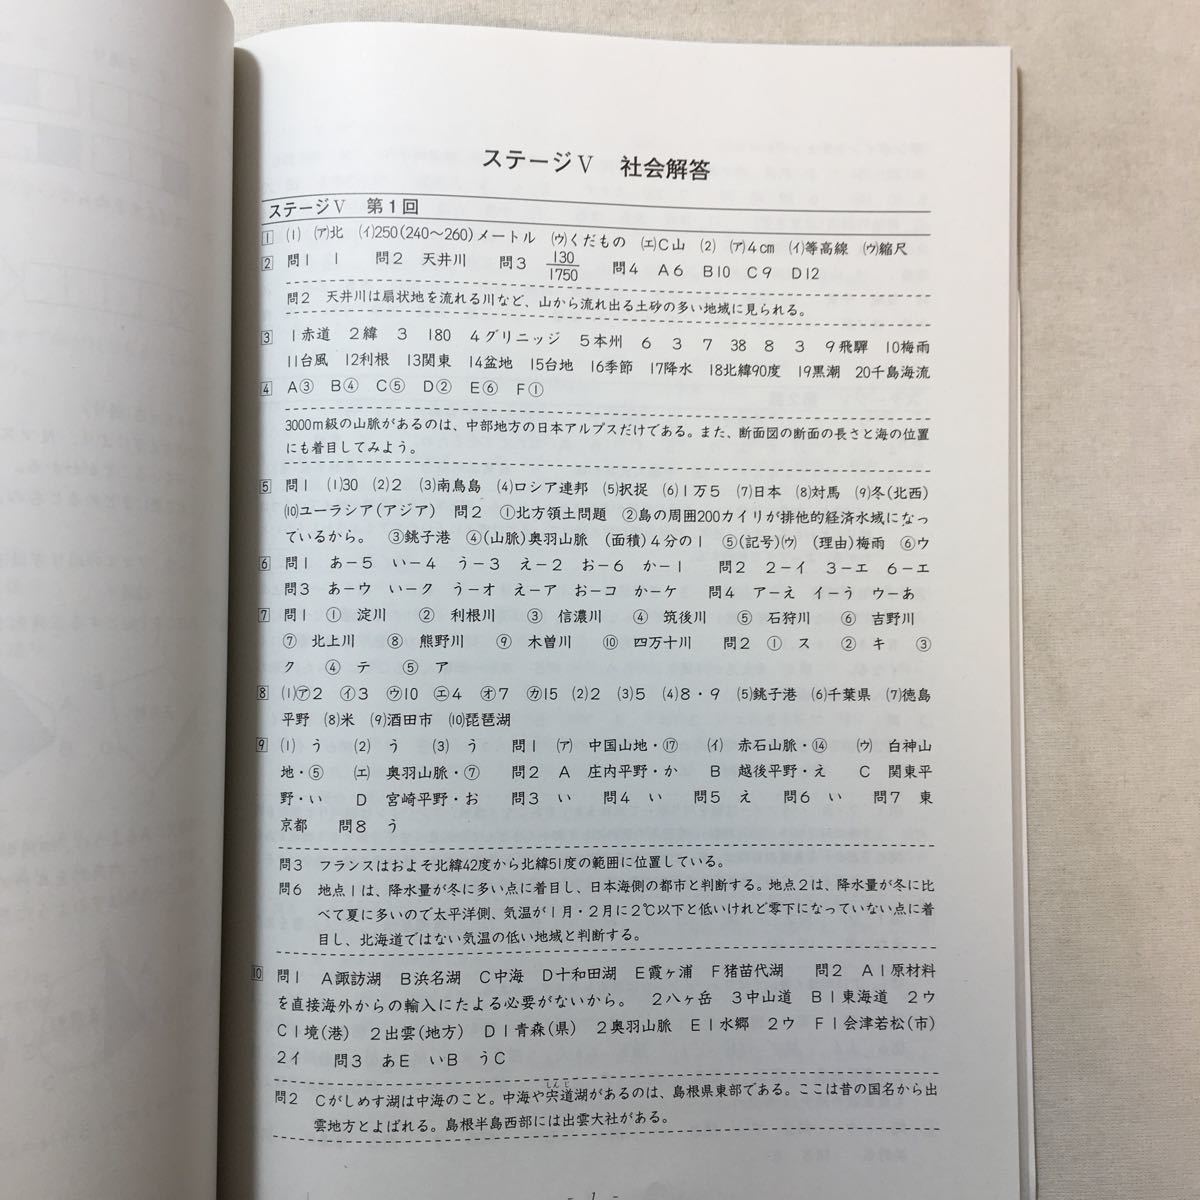 ステージⅤ 社会解答
ステージⅤ 第1回
1 ⑴ ㋐北 ㋑250(240〜260)メートル ㋒くだもの ㋓C山 ⑵ ㋐4cm ㋑等高線 ㋒縮尺
2 問1 1 問2 天井川 問3 130/1750 問4 A6 B10 C9 D12
問2 天井川は扇状地を流れる川など、山から流れ出る土砂の多い地域に見られる。
3 1赤道 2緯 3 180 4グリニッジ 5本州 6 3 7 38 8 3 9飛騨 10梅雨
11台風 12利根 13関東 14盆地 15台地 16季節 17降水 18北緯90度 19黒潮 20千島海流
4 A③ B④ C⑤ D② E⑥ F①
3000m級の山脈があるのは、中部地方の日本アルプスだけである。また、断面図の断面の長さと海の位置
にも着目してみよう。
5 問1 ⑴30 ⑵2 ⑶南鳥島 ⑷ロシア連邦 ⑸択捉 ⑹1万5 ⑺日本 ⑻対馬 ⑼冬(北西)
⑽ユーラシア(アジア) 問2 ①北方領土問題 ②島の周囲200カイリが排他的経済水域になっ
ているから。 ③銚子港 ④(山脈)奥羽山脈 (面積)4分の1 ⑤(記号)㋒ (理由)梅雨 ⑥ウ
6 問1 あ－5 い－4 う－3 え－2 お－6 か－1 問2 2－イ 3－エ 6－エ
問3 あ－ウ い－ク う－オ え－ア お－コ か－ケ 問4 ア－え イ－う ウ－あ
7 問1 ① 淀川 ② 利根川 ③ 信濃川 ④ 筑後川 ⑤ 石狩川 ⑥ 吉野川
⑦ 北上川 ⑧ 熊野川 ⑨ 木曽川 ⑩ 四万十川 問2 ① ス ② キ ③
ク ④ テ ⑤ ア
8 ⑴㋐2 ㋑3 ㋒10 ㋓4 ㋔7 ㋕15 ⑵2 ⑶5 ⑷8・9 ⑸銚子港 ⑹千葉県 ⑺徳島
平野 ⑻米 ⑼酒田市 ⑽琵琶湖
9 ⑴ う ⑵ う ⑶ う 問1 ㋐ 中国山地・⑰ ㋑ 赤石山脈・⑭ ㋒ 白神山
地・⑤ ㋓ 奥羽山脈・⑦ 問2 A 庄内平野・か B 越後平野・え C 関東平
野・い D 宮崎平野・お 問3 い 問4 い 問5 え 問6 い 問7 東
京都 問8 う
問3 フランスはおよそ北緯42度から北緯51度の範囲に位置している。
問6 地点1は、降水量が冬に多い点に着目し、日本海側の都市と判断する。地点2は、降水量が冬に比
べて夏に多いので太平洋側、気温が1月・2月に2℃以下と低いけれど零下になっていない点に着
目し、北海道ではない気温の低い地域と判断する。
10 問1 A諏訪湖 B浜名湖 C中海 D十和田湖 E霞ヶ浦 F猪苗代湖 問2 A1原材料
を直接海外からの輸入にたよる必要がないから。 2八ヶ岳 3中山道 B1東海道 2ウ
C1境(港) 2出雲(地方) D1青森(県) 2奥羽山脈 E1水郷 2ウ F1会津若松(市)
2イ 問3 あE いB うC
問2 Cがしめす湖は中海のこと。中海や宍道湖があるのは、島根県東部である。ここは昔の国名から出
しんじ
雲地方とよばれる。島根半島西部には出雲大社がある。
- 1 -